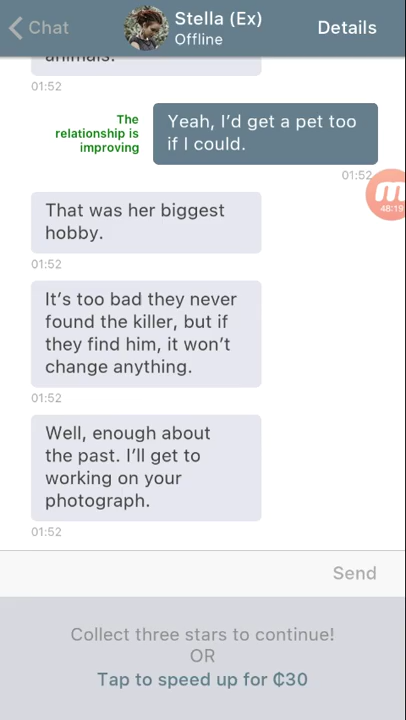 Chat
Stella (Ex)
Offline
Details
animals.
01:52
The
relationship is
improving
Yeah, I’d get a pet too
if I could.
01:52
48:19
That was her biggest
hobby.
01:52
It’s too bad they never
found the killer, but if
they find him, it won’t
change anything.
01:52
Well, enough about
the past. I’ll get to
working on your
photograph.
01:52
Send
Collect three stars to continue!
OR
Tap to speed up for ₵30